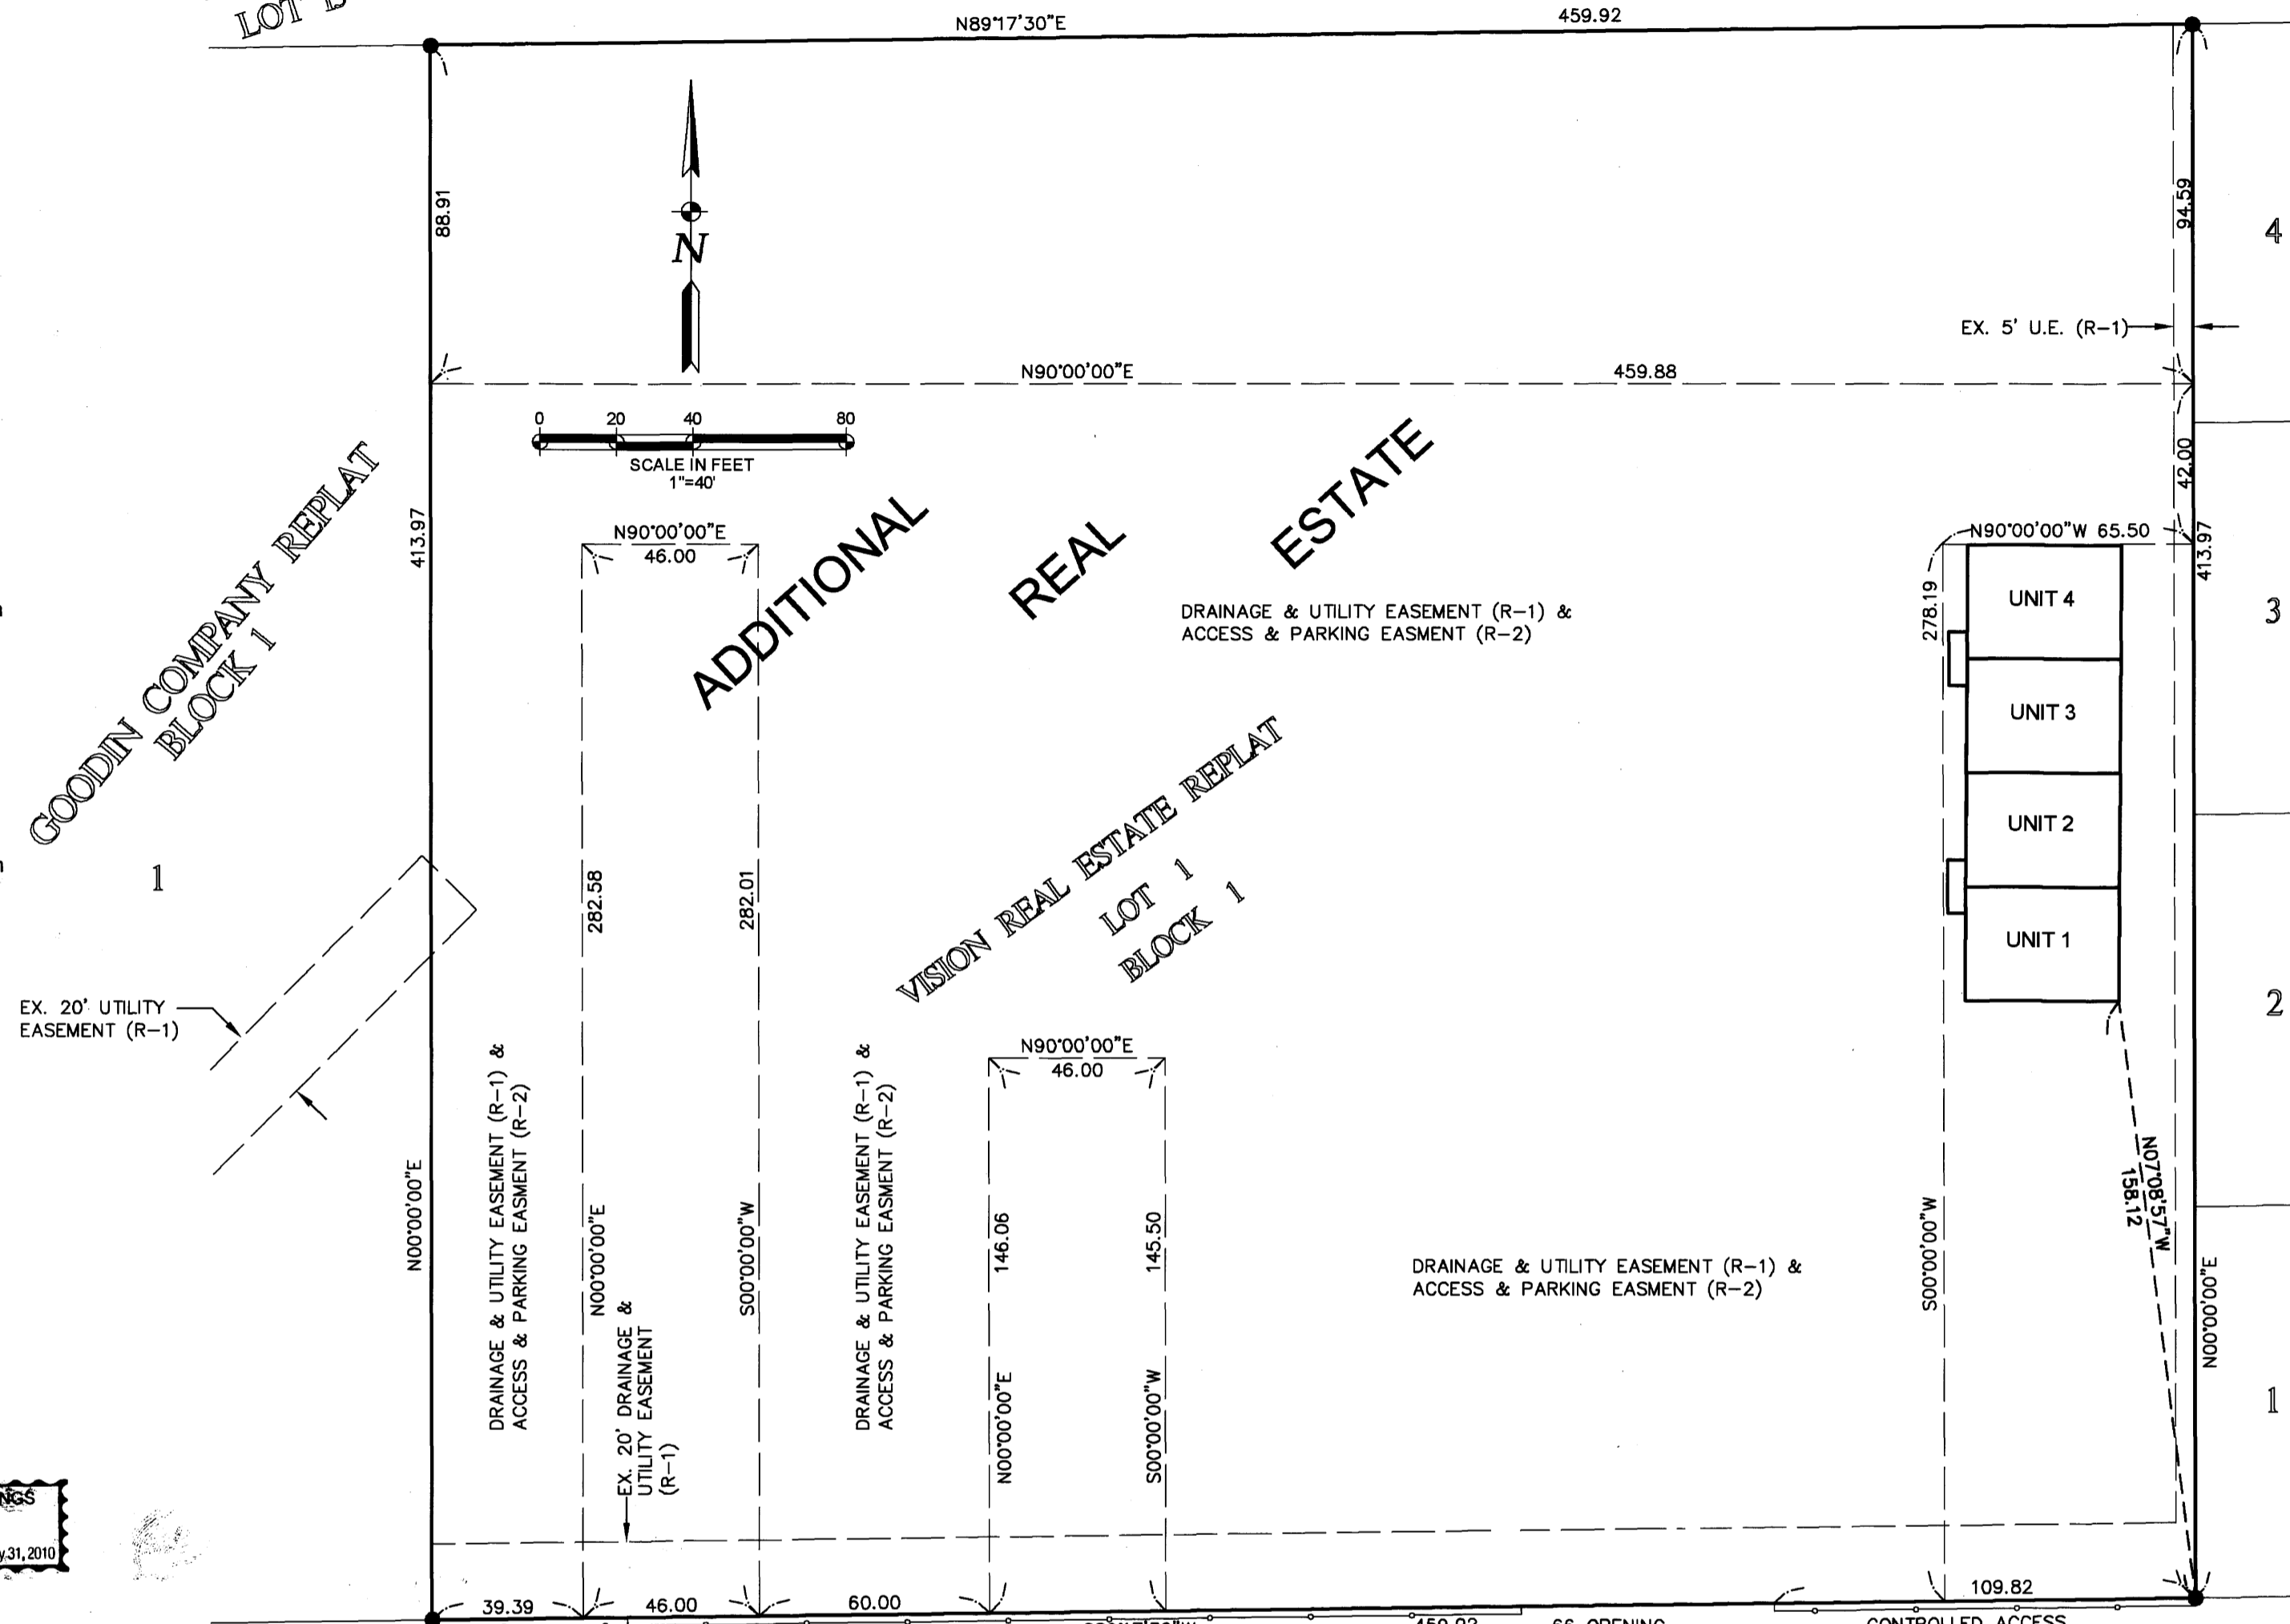 N89°17'30"E
459.92
88.91
94.59
4
N
EX. 5' U.E. (R-1)
N90°00'00"E
459.88
0 20 40 80
SCALE IN FEET
1"=40'
42.00
GOODIN COMPANY REPLAT
BLOCK 1
1
413.97
N90°00'00"E
46.00
ADDITIONAL REAL ESTATE
N90°00'00"W 65.50
413.97
278.19
UNIT 4
3
DRAINAGE & UTILITY EASEMENT (R-1) &
ACCESS & PARKING EASMENT (R-2)
UNIT 3
VISION REAL ESTATE REPLAT
LOT 1
BLOCK 1
UNIT 2
282.58
282.01
UNIT 1
EX. 20' UTILITY
EASEMENT (R-1)
2
N90°00'00"E
46.00
DRAINAGE & UTILITY EASEMENT (R-1) &
ACCESS & PARKING EASMENT (R-2)
DRAINAGE & UTILITY EASEMENT (R-1) &
ACCESS & PARKING EASMENT (R-2)
N00°00'00"E
N00°00'00"E
S00°00'00"W
146.06
145.50
N07°08'57"W
158.12
S00°00'00"W
N00°00'00"E
DRAINAGE & UTILITY EASEMENT (R-1) &
ACCESS & PARKING EASMENT (R-2)
EX. 20' DRAINAGE &
UTILITY EASEMENT
(R-1)
N00°00'00"E
S00°00'00"W
1
31, 2010
39.39
46.00
60.00
109.82